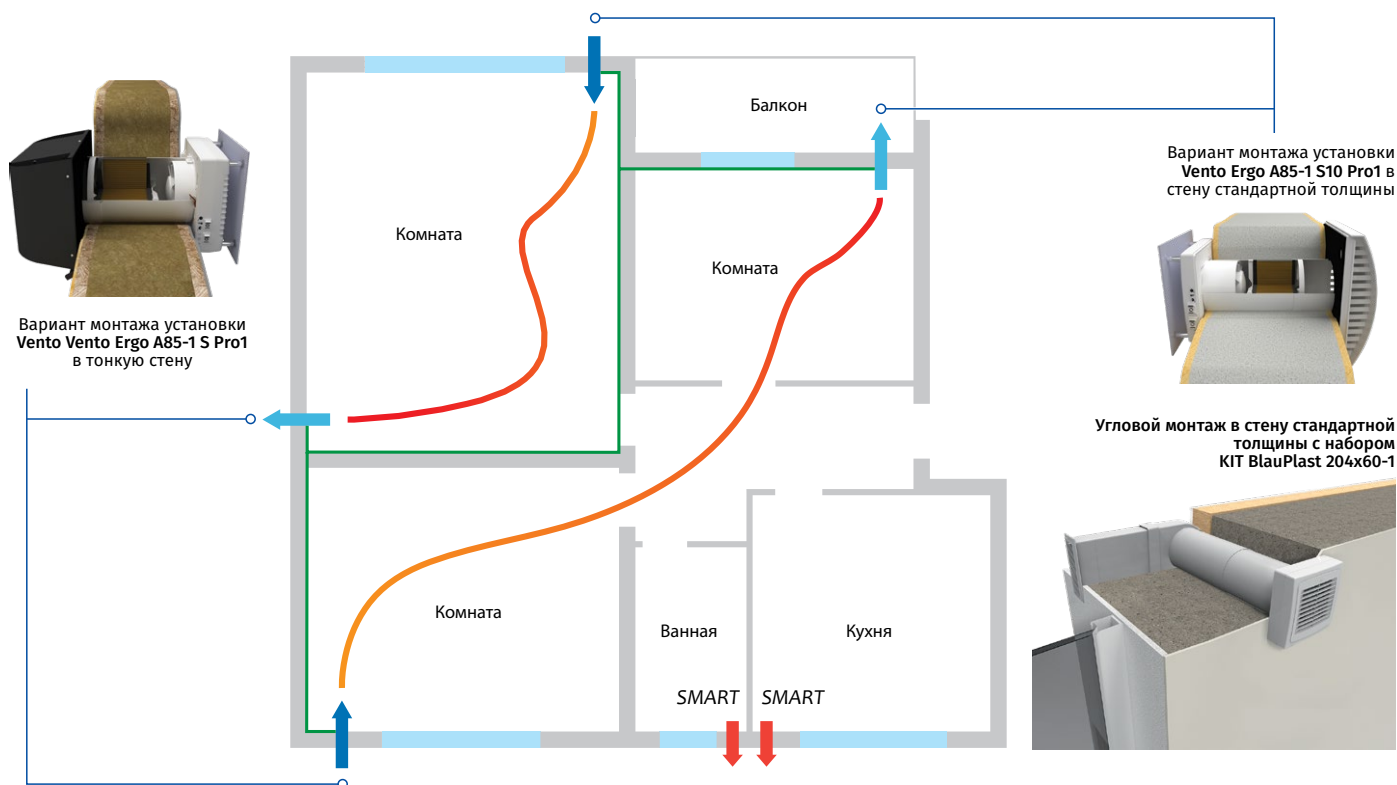 Балкон
Вариант монтажа установки
Vento Ergo A85-1 S10 Pro1 в
стену стандартной толщины
Комната
Комната
Вариант монтажа установки
Vento Vento Ergo A85-1 S Pro1
в тонкую стену
Угловой монтаж в стену стандартной
толщины с набором
KIT BlauPlast 204x60-1
Комната
Ванная
Кухня
SMART
SMART